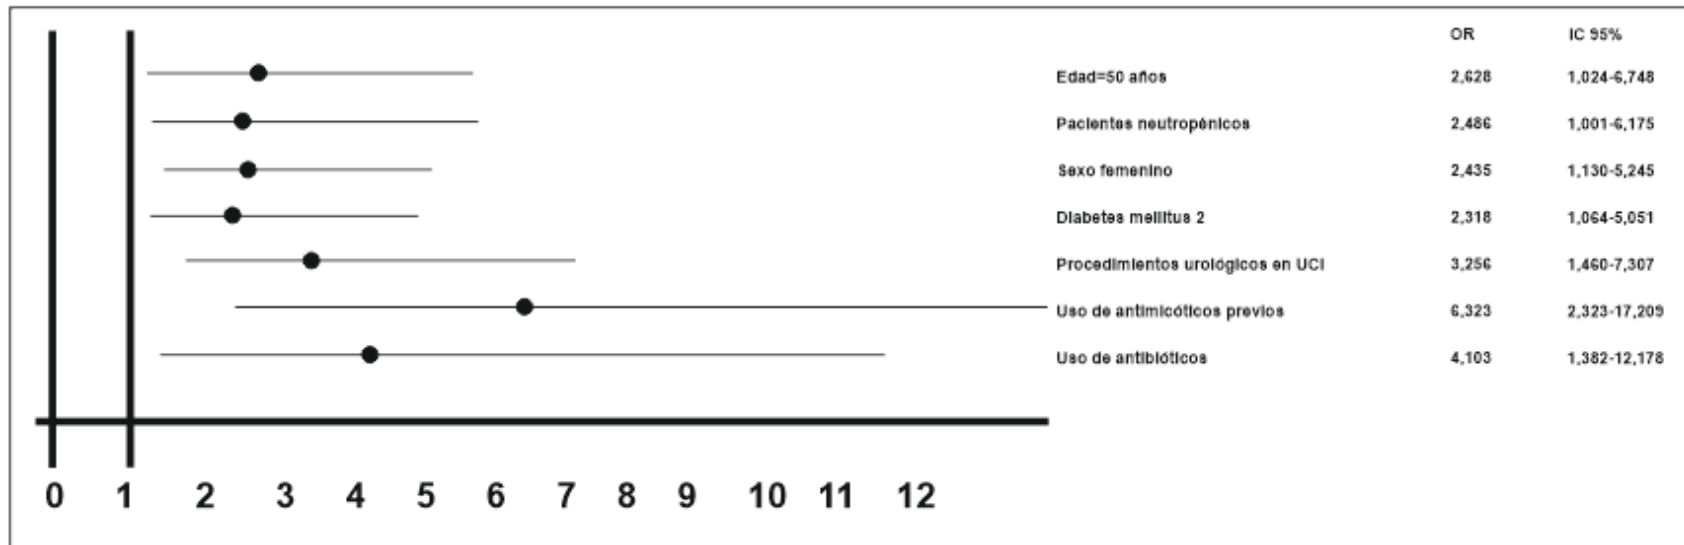 OR IC 95%
Edad=50 años 2,628 1,024-6,748
Pacientes neutropénicos 2,486 1,001-6,175
Sexo femenino 2,435 1,130-5,245
Diabetes mellitus 2 2,318 1,064-5,051
Procedimientos urológicos en UCI 3,256 1,460-7,307
Uso de antimicóticos previos 6,323 2,323-17,209
Uso de antibióticos 4,103 1,382-12,178
0 1 2 3 4 5 6 7 8 9 10 11 12